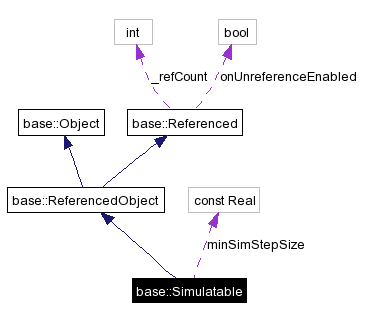 int
bool
_refCount
onUnreferenceEnabled
base::Object
base::Referenced
base::ReferencedObject
const Real
minSimStepSize
base::Simulatable